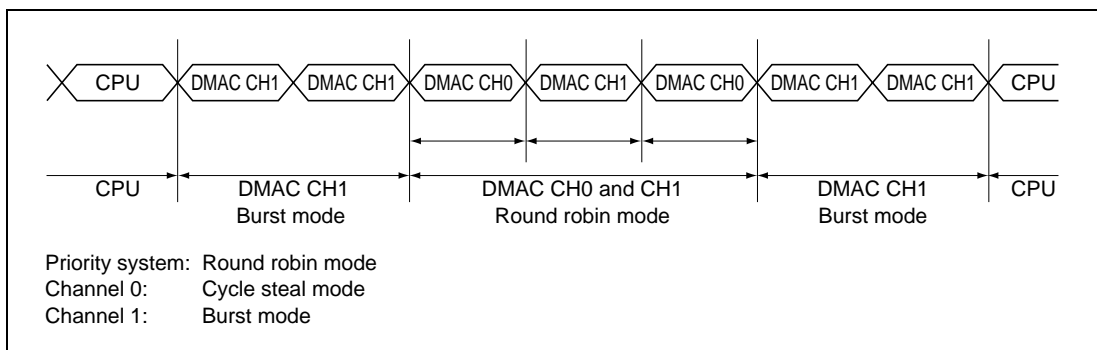 CPU DMAC CH1 DMAC CH1 DMAC CH0 DMAC CH1 DMAC CH0 DMAC CH1 DMAC CH1 CPU
CPU DMAC CH1 DMAC CH0 and CH1 DMAC CH1 CPU
Burst mode Round robin mode Burst mode
Priority system: Round robin mode
Channel 0: Cycle steal mode
Channel 1: Burst mode